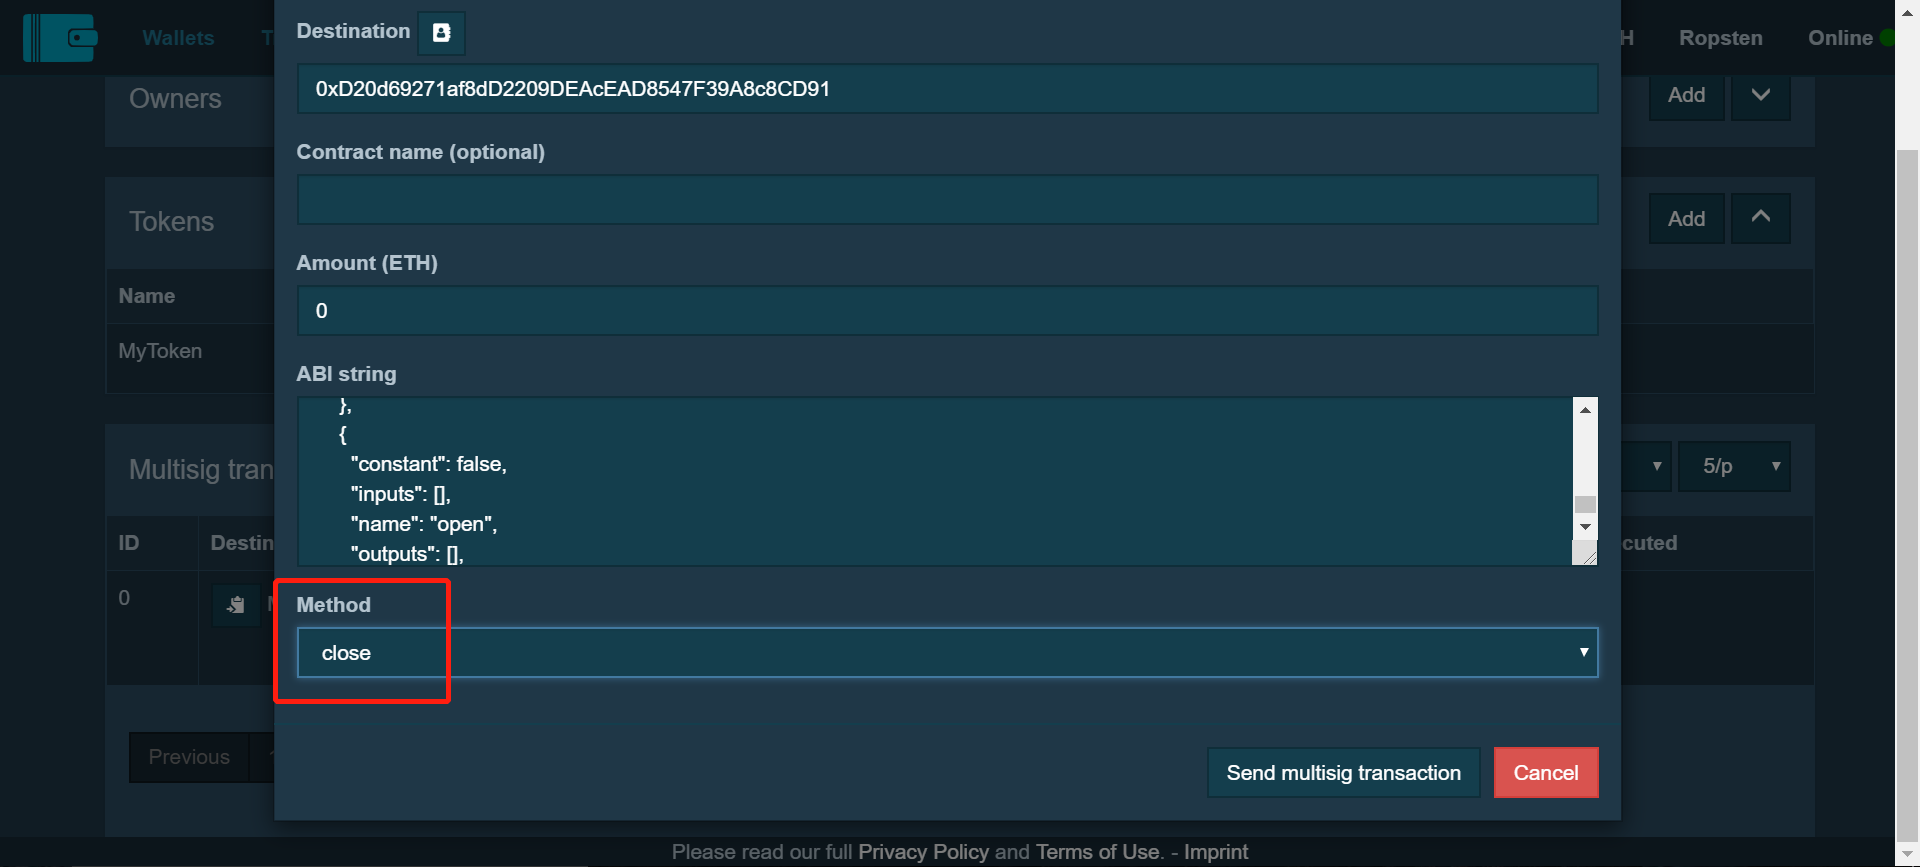 Wallets
Ropsten
Online
Destination
0xD20d69271af8dD2209DEAcEAD8547F39A8c8CD91
Owners
Add
Contract name (optional)
Tokens
Add
Amount (ETH)
Name
0
MyToken
ABI string
},
{
"constant": false,
"inputs": [],
"name": "open",
"outputs": [],
Multisig tran
5/p
ID
Destin
cuted
0
Method
close
Previous
Send multisig transaction
Cancel
Please read our full Privacy Policy and Terms of Use. - Imprint